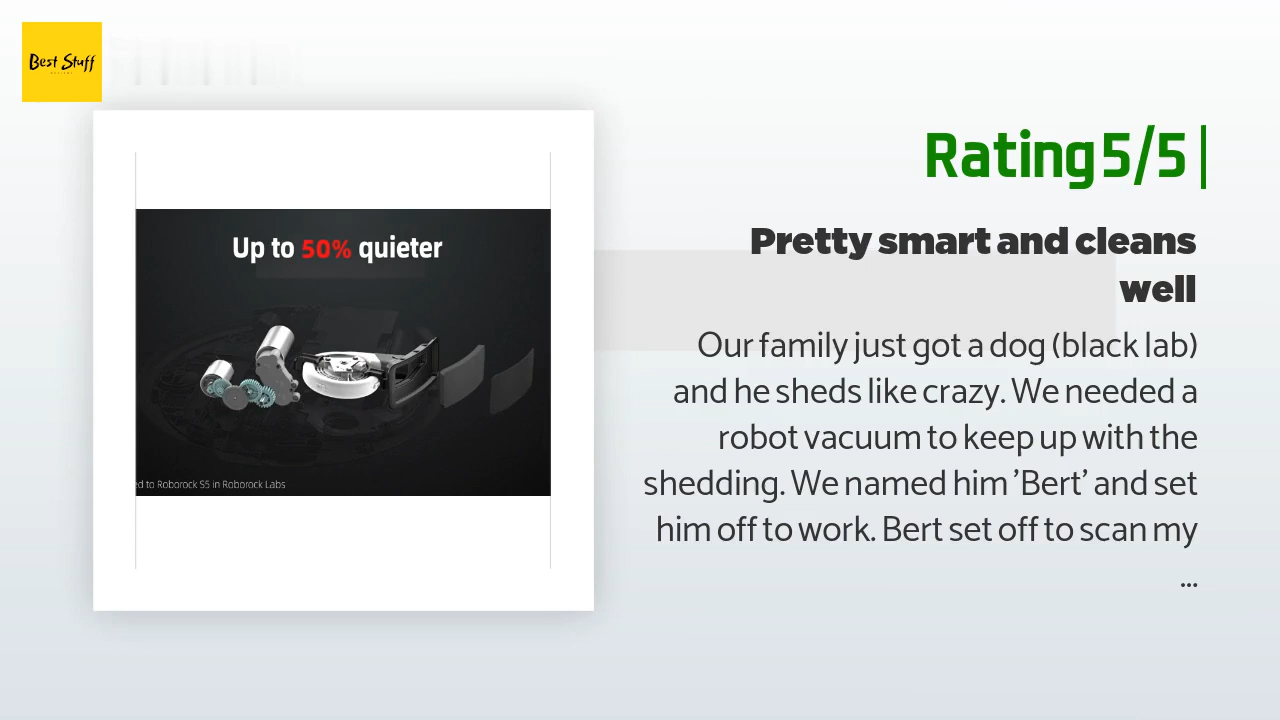 Best Stuff
Rating 5/5 |
Pretty smart and cleans
well
Up to 50% quieter
Our family just got a dog (black lab)
and he sheds like crazy. We needed a
robot vacuum to keep up with the
shedding. We named him 'Bert' and set
him off to work. Bert set off to scan my
...
ed to Roborock S5 in Roborock Labs